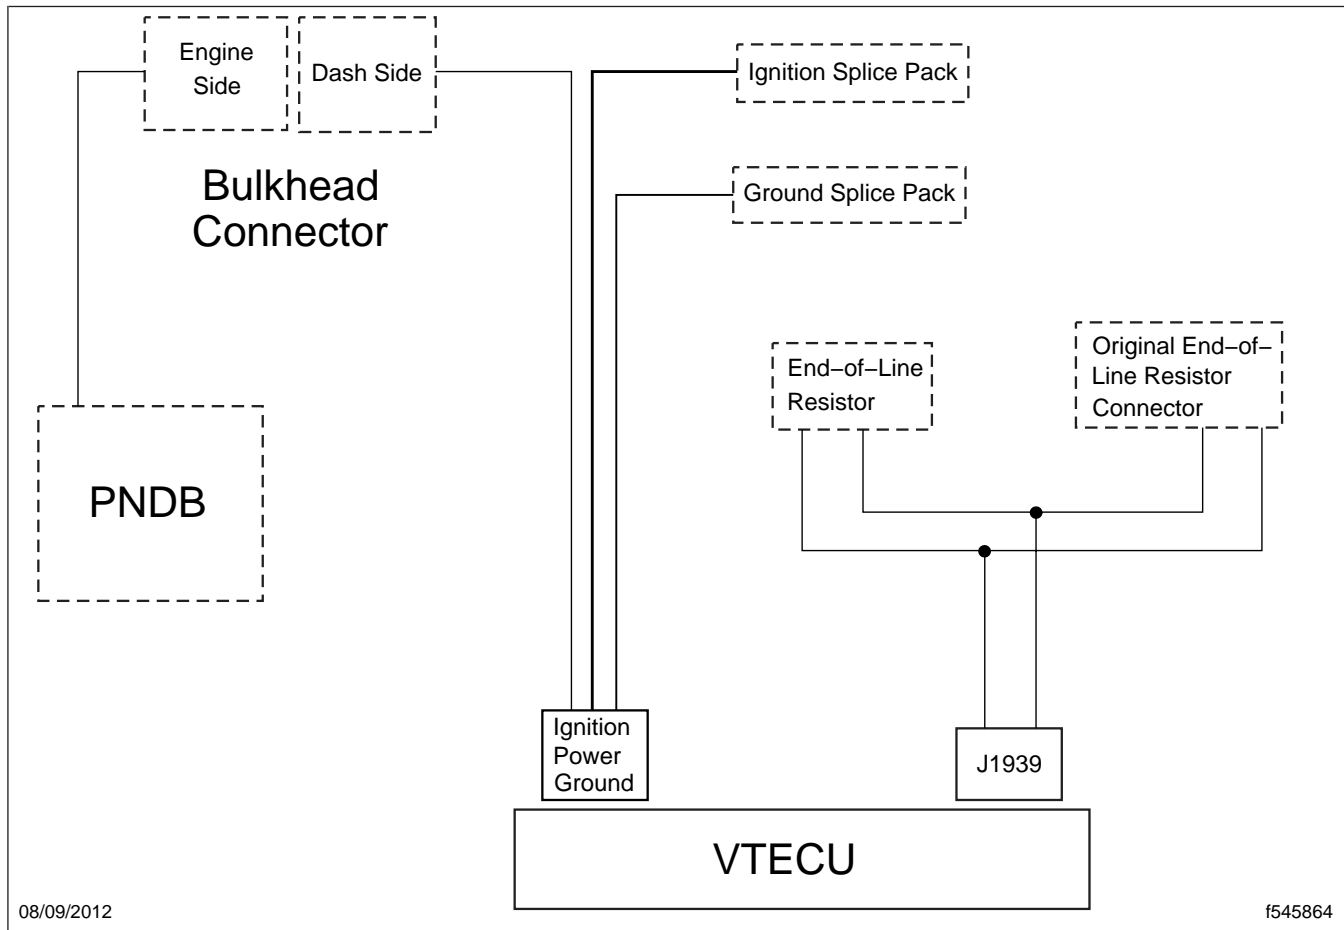 Engine
Side
Dash Side
Ignition Splice Pack
Bulkhead
Connector
Ground Splice Pack
End−of−Line
Resistor
Original End−of−
Line Resistor
Connector
PNDB
Ignition
Power
Ground
J1939
VTECU
08/09/2012
f545864